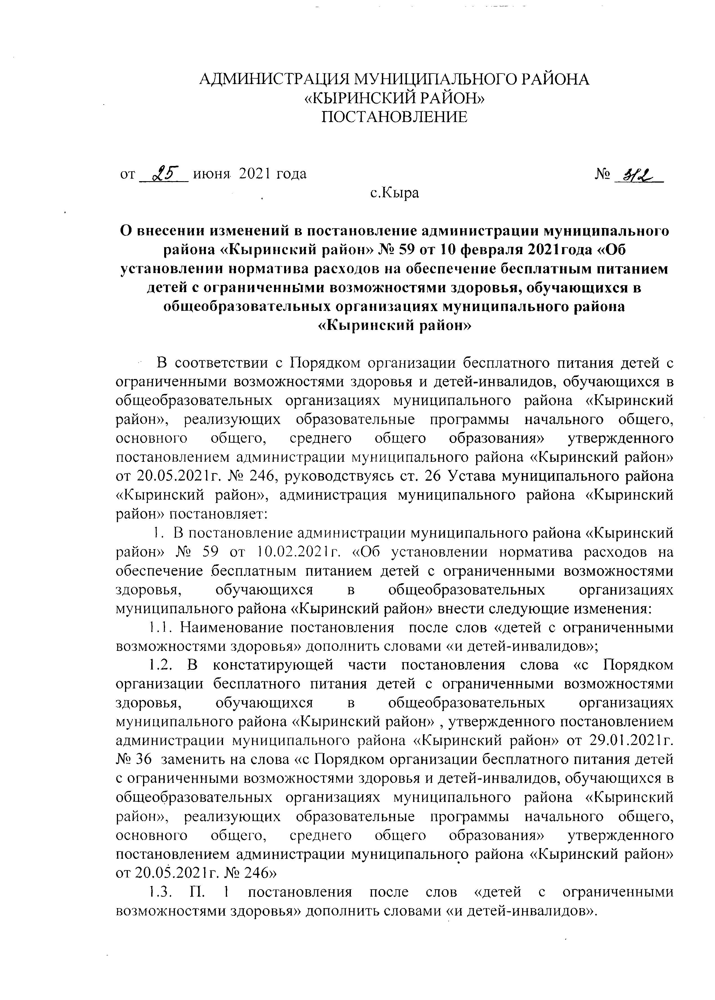 АДМИНИСТРАЦИЯ МУНИЦИПАЛЬНОГО РАЙОНА
«КЫРИНСКИЙ РАЙОН»
ПОСТАНОВЛЕНИЕ
от 25 июня 2021 года № 312
с.Кыра
О внесении изменений в постановление администрации муниципального
района «Кыринский район» № 59 от 10 февраля 2021года «Об
установлении норматива расходов на обеспечение бесплатным питанием
детей с ограниченными возможностями здоровья, обучающихся в
общеобразовательных организациях муниципального района
«Кыринский район»
В соответствии с Порядком организации бесплатного питания детей с
ограниченными возможностями здоровья и детей-инвалидов, обучающихся в
общеобразовательных организациях муниципального района «Кыринский
район», реализующих образовательные программы начального общего,
основного общего, среднего общего образования» утвержденного
постановлением администрации муниципального района «Кыринский район»
от 20.05.2021г. № 246, руководствуясь ст. 26 Устава муниципального района
«Кыринский район», администрация муниципального района «Кыринский
район» постановляет:
1. В постановление администрации муниципального района «Кыринский
район» № 59 от 10.02.2021г. «Об установлении норматива расходов на
обеспечение бесплатным питанием детей с ограниченными возможностями
здоровья, обучающихся в общеобразовательных организациях
муниципального района «Кыринский район» внести следующие изменения:
1.1. Наименование постановления после слов «детей с ограниченными
возможностями здоровья» дополнить словами «и детей-инвалидов»;
1.2. В констатирующей части постановления слова «с Порядком
организации бесплатного питания детей с ограниченными возможностями
здоровья, обучающихся в общеобразовательных организациях
муниципального района «Кыринский район» , утвержденного постановлением
администрации муниципального района «Кыринский район» от 29.01.2021г.
№ 36 заменить на слова «с Порядком организации бесплатного питания детей
с ограниченными возможностями здоровья и детей-инвалидов, обучающихся в
общеобразовательных организациях муниципального района «Кыринский
район», реализующих образовательные программы начального общего,
основного общего, среднего общего образования» утвержденного
постановлением администрации муниципального района «Кыринский район»
от 20.05.2021г. № 246»
1.3. П. 1 постановления после слов «детей с ограниченными
возможностями здоровья» дополнить словами «и детей-инвалидов».